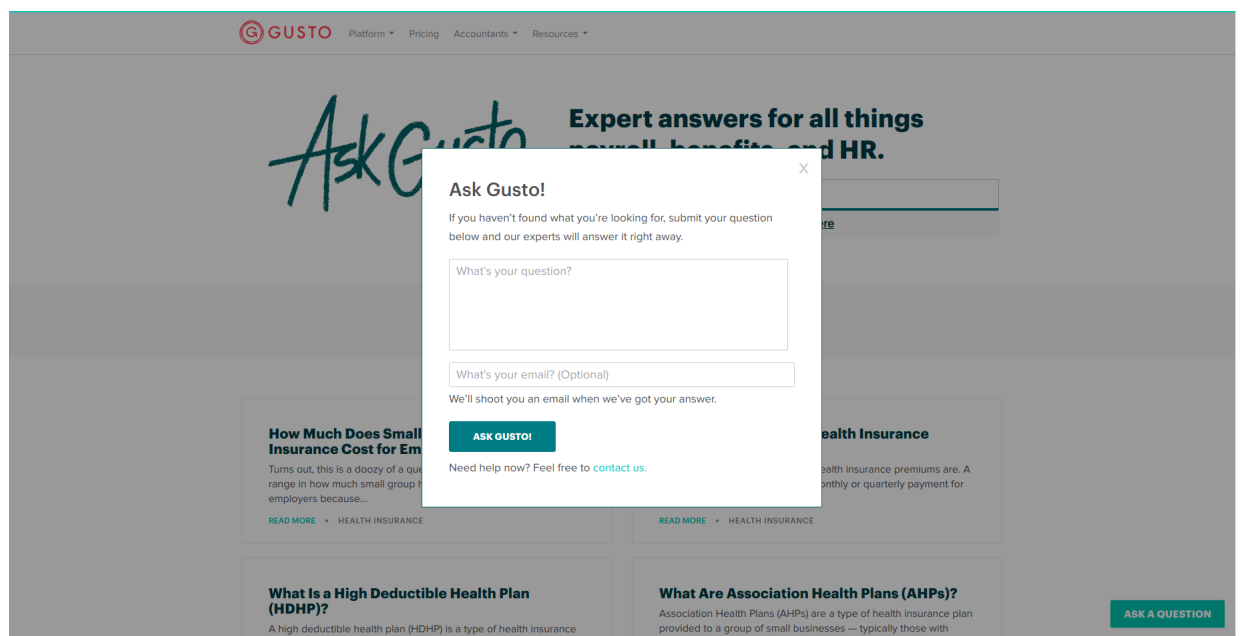 GUSTO Platform Pricing Accountants Resources
Ask Gusto
Expert answers for all things
payroll, benefits, and HR.
X
Ask Gusto!
If you haven't found what you're looking for, submit your question
below and our experts will answer it right away.
What's your question?
What's your email? (Optional)
We'll shoot you an email when we've got your answer.
ASK GUSTO!
Need help now? Feel free to contact us.
How Much Does Small
Insurance Cost for Em
Turns out, this is a doozy of a que
range in how much small group h
employers because...
READ MORE • HEALTH INSURANCE
ealth Insurance
ealth insurance premiums are. A
onthly or quarterly payment for
READ MORE • HEALTH INSURANCE
What Is a High Deductible Health Plan
(HDHP)?
A high deductible health plan (HDHP) is a type of health insurance
What Are Association Health Plans (AHPs)?
Association Health Plans (AHPs) are a type of health insurance plan
provided to a group of small businesses — typically those with
ASK A QUESTION